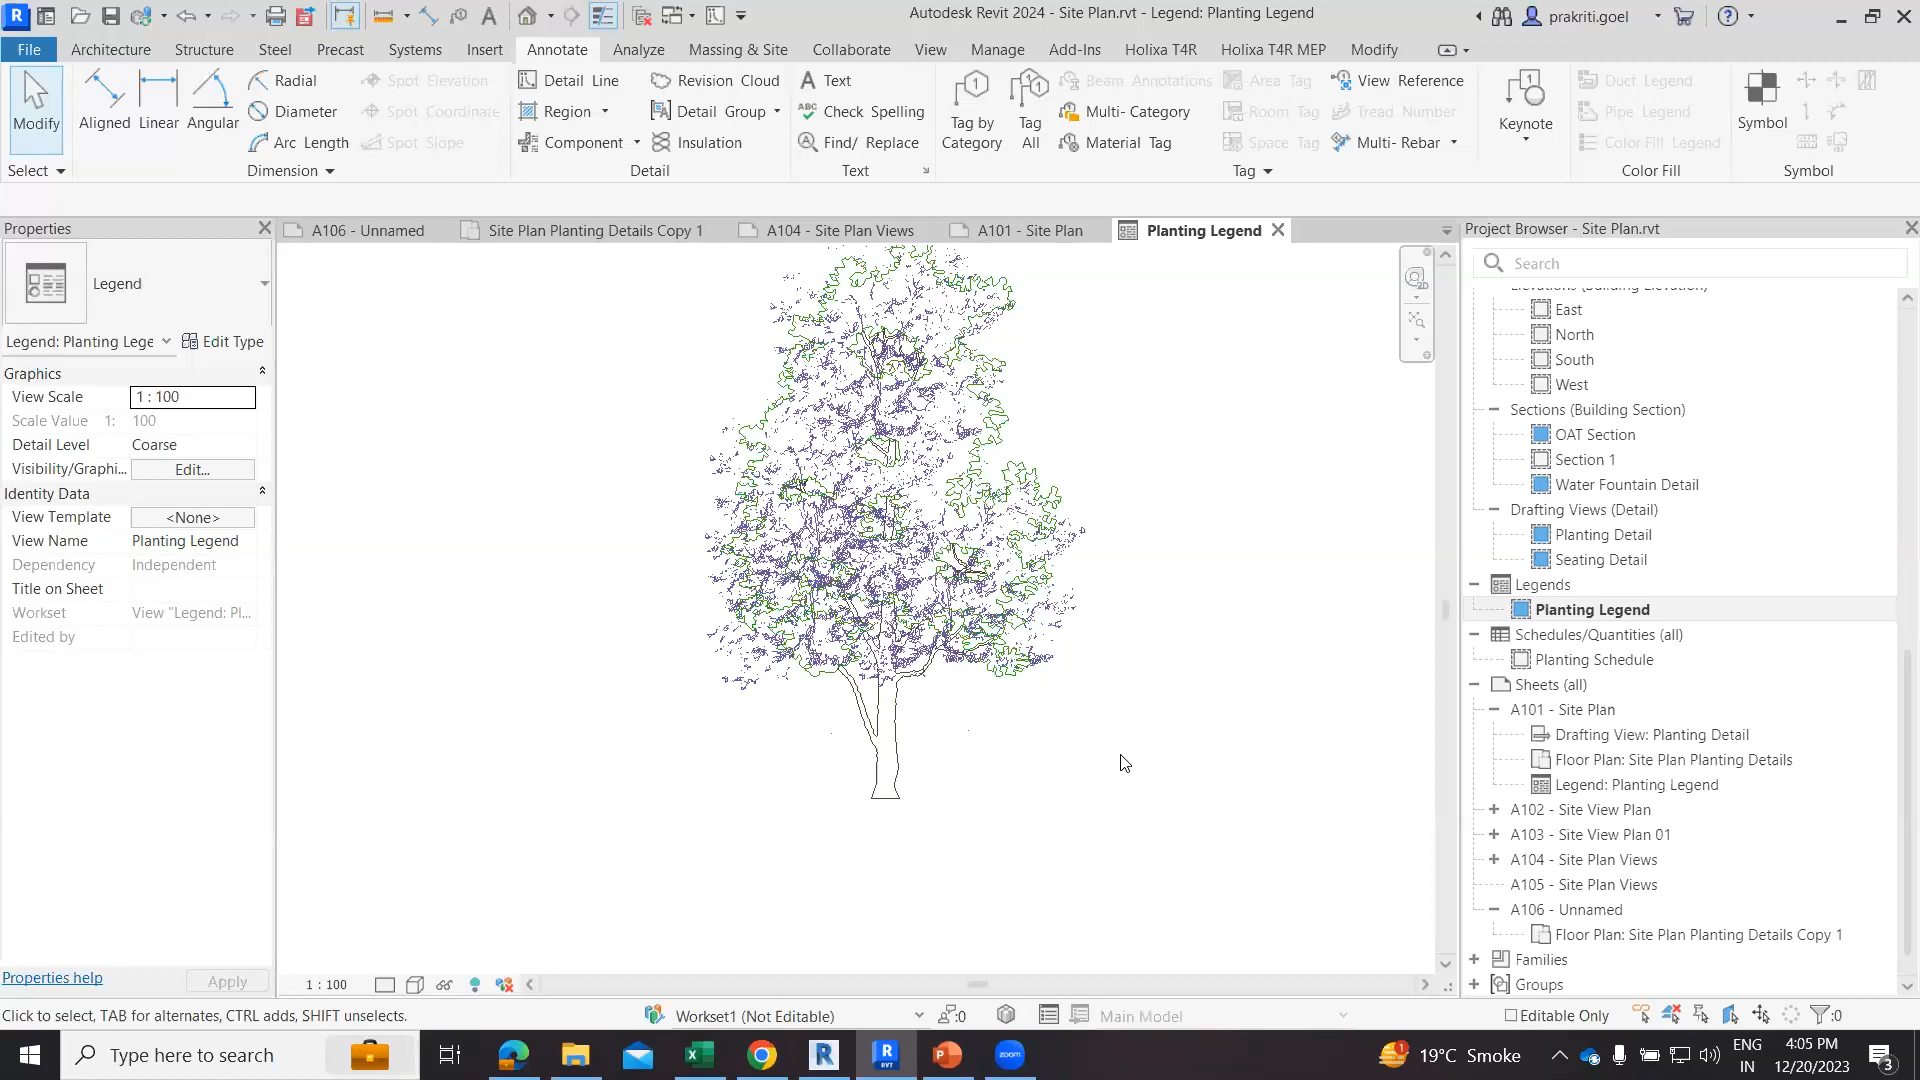 Autodesk Revit 2024 - Site Plan.rvt - Legend: Planting Legend
prakriti.goel
File Architecture Structure Steel Precast Systems Insert Annotate Analyze Massing & Site Collaborate View Manage Add-Ins Holixa T4R Holixa T4R MEP Modify
Modify
Aligned
Linear
Angular
Radial
Diameter
Arc Length
Spot Elevation
Spot Coordinate
Spot Slope
Detail Line
Region
Component
Revision Cloud
Detail Group
Insulation
Text
Check Spelling
Find/ Replace
Tag by Category
Tag All
Beam Annotations
Multi- Category
Material Tag
Area Tag
Room Tag
Space Tag
View Reference
Tread Number
Multi- Rebar
Keynote
Duct Legend
Pipe Legend
Color Fill Legend
Symbol
Select Dimension Detail Text Tag Color Fill Symbol
Properties
Legend
Legend: Planting Lege Edit Type
Graphics
View Scale 1 : 100
Scale Value 1: 100
Detail Level Coarse
Visibility/Graphi... Edit...
Identity Data
View Template <None>
View Name Planting Legend
Dependency Independent
Title on Sheet
Workset View "Legend: Pl...
Edited by
Properties help Apply
A106 - Unnamed Site Plan Planting Details Copy 1 A104 - Site Plan Views A101 - Site Plan Planting Legend
2D
1 : 100
Project Browser - Site Plan.rvt
Search
Elevations (Building Elevation)
East
North
South
West
Sections (Building Section)
OAT Section
Section 1
Water Fountain Detail
Drafting Views (Detail)
Planting Detail
Seating Detail
Legends
Planting Legend
Schedules/Quantities (all)
Planting Schedule
Sheets (all)
A101 - Site Plan
Drafting View: Planting Detail
Floor Plan: Site Plan Planting Details
Legend: Planting Legend
A102 - Site View Plan
A103 - Site View Plan 01
A104 - Site Plan Views
A105 - Site Plan Views
A106 - Unnamed
Floor Plan: Site Plan Planting Details Copy 1
Families
Groups
Click to select, TAB for alternates, CTRL adds, SHIFT unselects. Workset1 (Not Editable) :0 Main Model Editable Only :0
Type here to search
zoom
19°C Smoke
ENG
IN
4:05 PM
12/20/2023
3